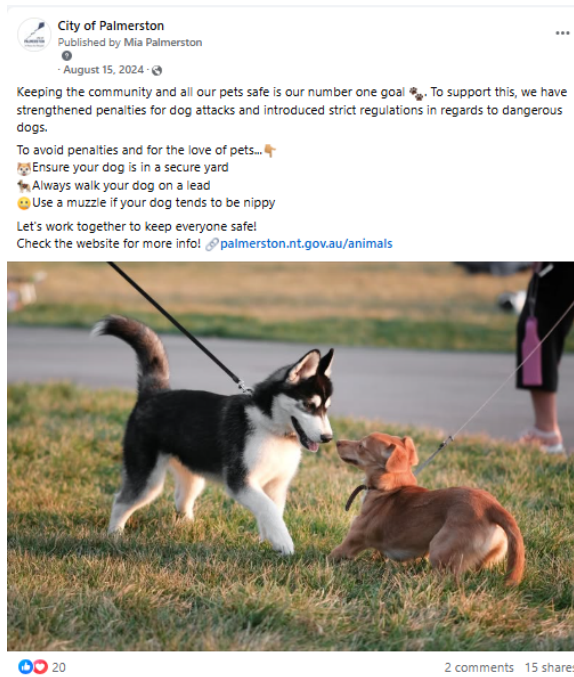 City of Palmerston
Published by Mia Palmerston
· August 15, 2024 ·
Keeping the community and all our pets safe is our number one goal 🐾. To support this, we have
strengthened penalties for dog attacks and introduced strict regulations in regards to dangerous
dogs.
To avoid penalties and for the love of pets...👇🏼
🐕Ensure your dog is in a secure yard
🐕‍🦺Always walk your dog on a lead
😬Use a muzzle if your dog tends to be nippy
Let's work together to keep everyone safe!
Check the website for more info! 🔗palmerston.nt.gov.au/animals
20
2 comments 15 shares